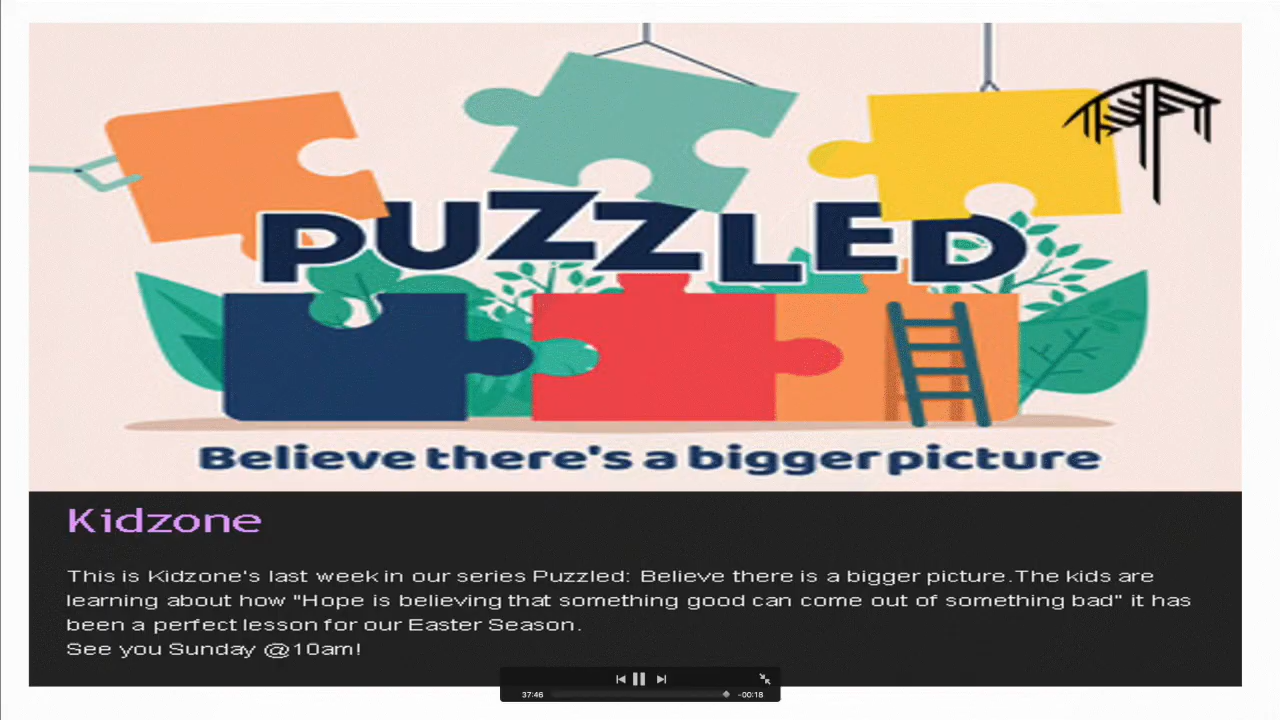 PUZZLED
Believe there's a bigger picture
Kidzone
This is Kidzone's last week in our series Puzzled: Believe there is a bigger picture.The kids are
learning about how "Hope is believing that something good can come out of something bad" it has
been a perfect lesson for our Easter Season.
See you Sunday @10am!
37:46
-00:18